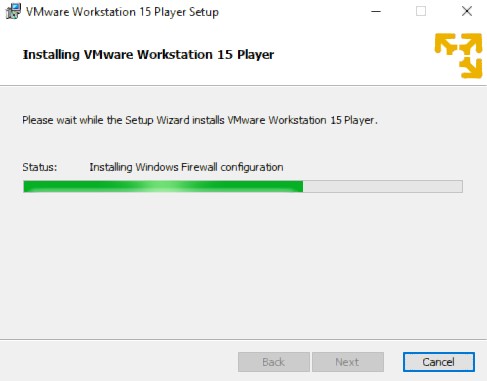 VMware Workstation 15 Player Setup
Installing VMware Workstation 15 Player
Please wait while the Setup Wizard installs VMware Workstation 15 Player.
Status: Installing Windows Firewall configuration
Back Next Cancel